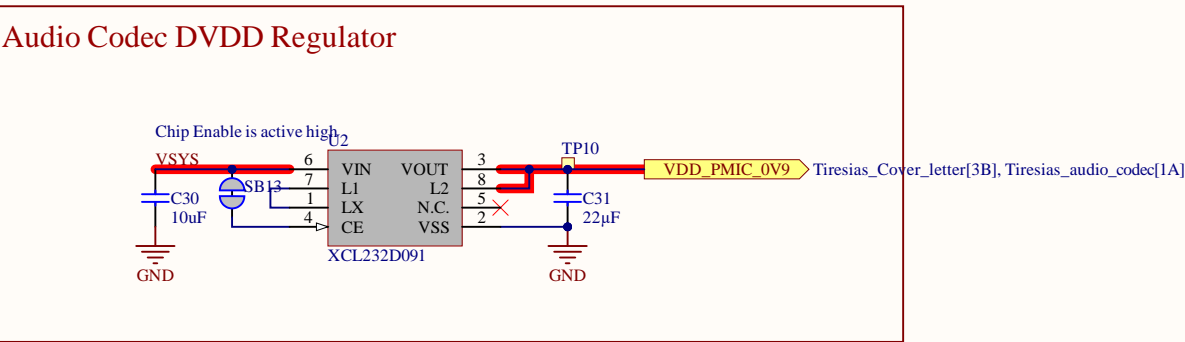 Audio Codec DVDD Regulator
Chip Enable is active high
U2
VSYS
6
VIN
VOUT
3
TP10
VDD_PMIC_0V9
Tiresias_Cover_letter[3B], Tiresias_audio_codec[1A]
SB13
7
L1
L2
8
C30
10uF
1
LX
N.C.
5
C31
22µF
4
CE
VSS
2
XCL232D091
GND
GND